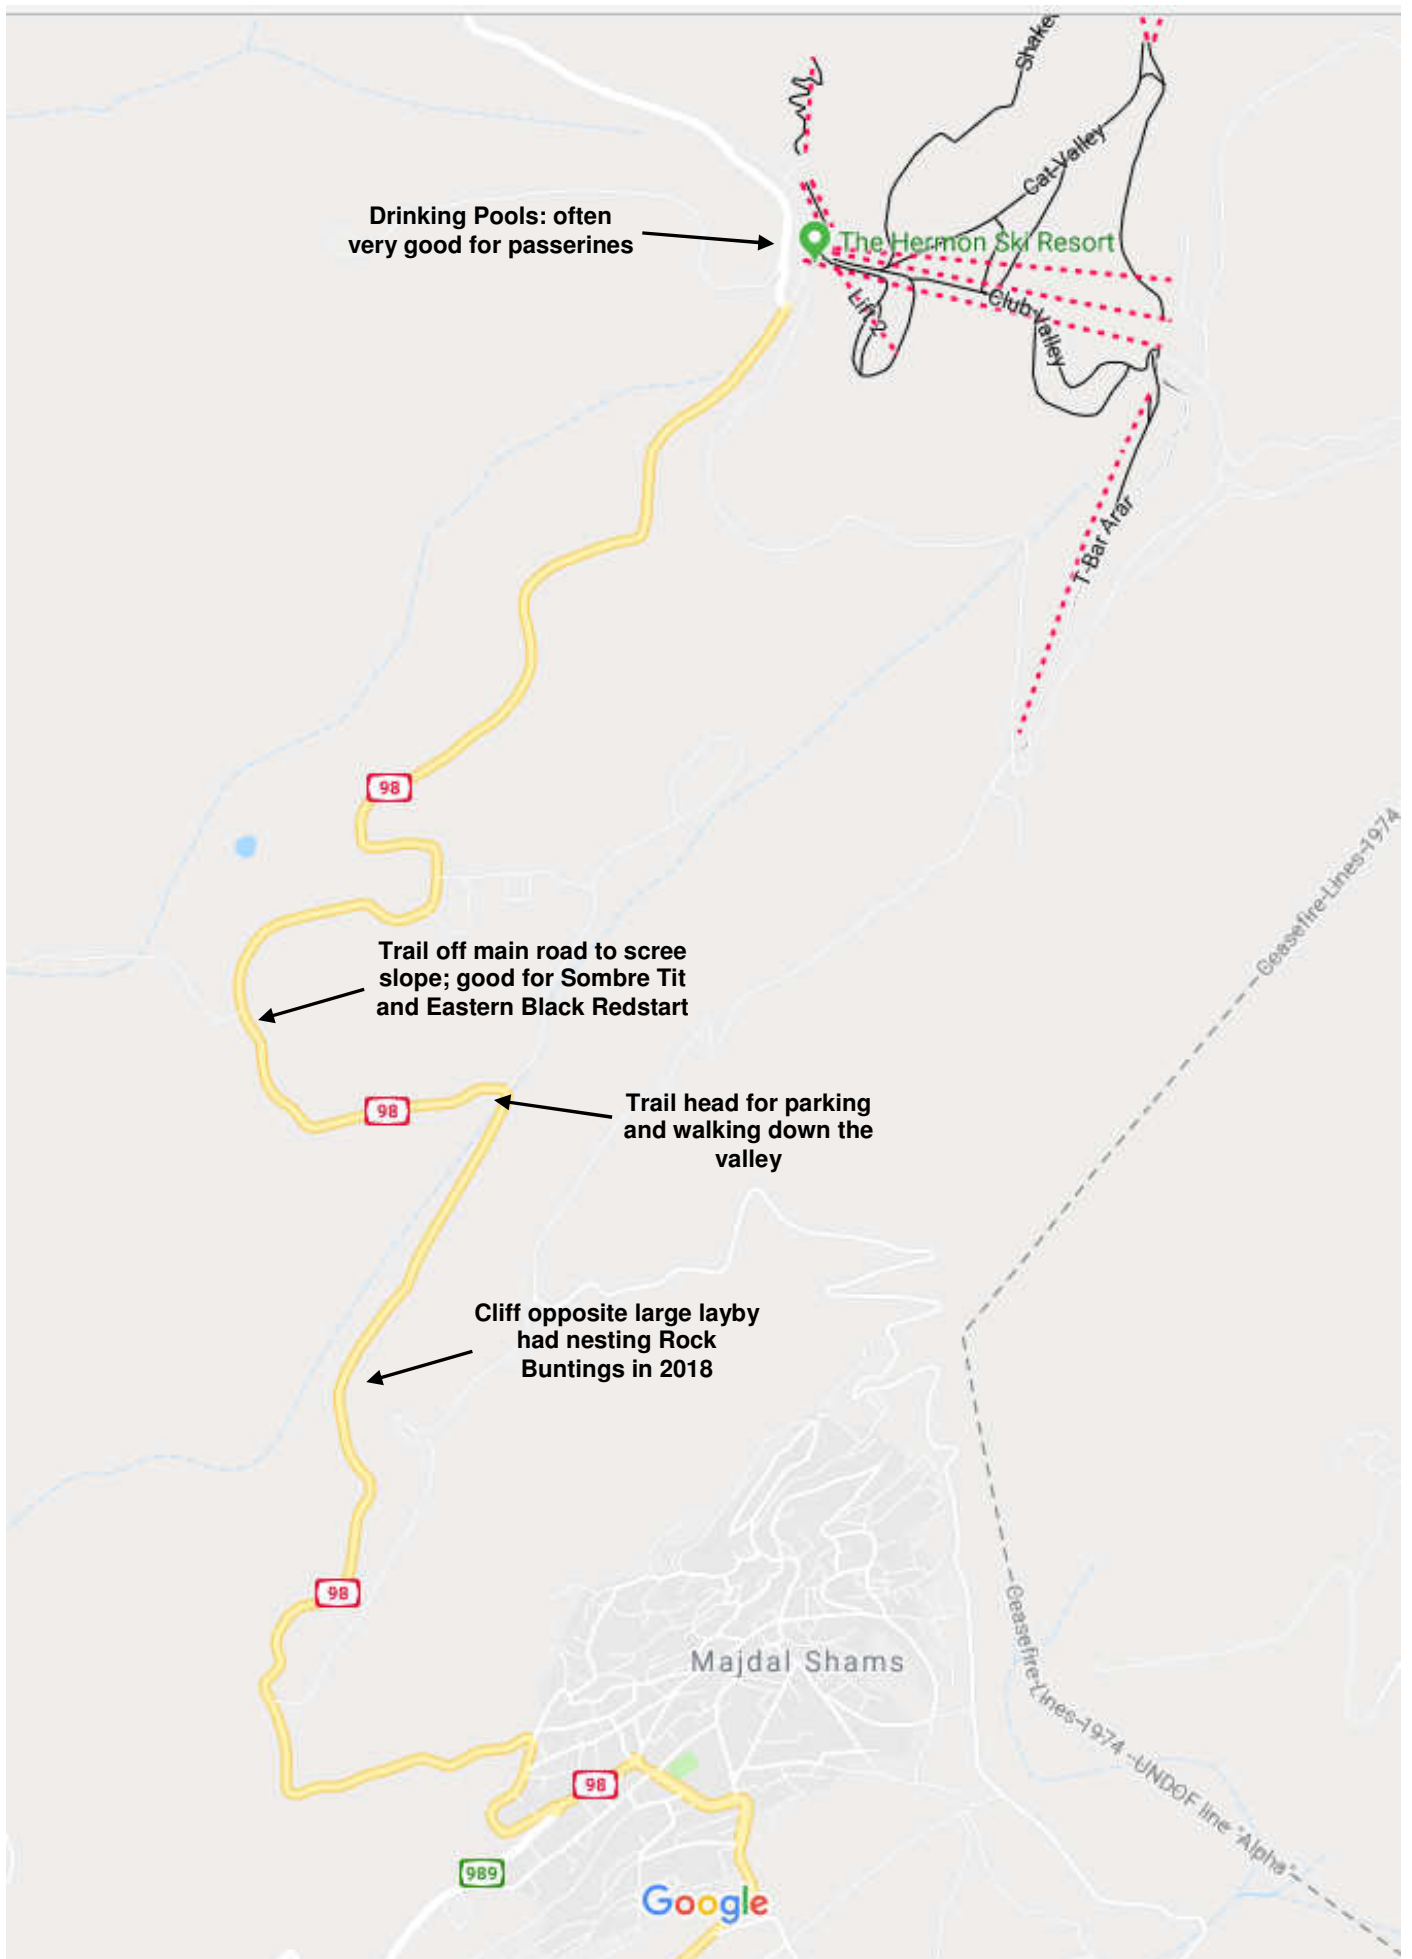 Shake
Cat Valley
Drinking Pools: often
very good for passerines
The Hermon Ski Resort
Lift 2
Club Valley
T-Bar Arar
98
Ceasefire-Lines-1974
Trail off main road to scree
slope; good for Sombre Tit
and Eastern Black Redstart
98
Trail head for parking
and walking down the
valley
Cliff opposite large layby
had nesting Rock
Buntings in 2018
98
Majdal Shams
Ceasefire-Lines-1974 -UNDOF line "Alpha"
98
989
Google